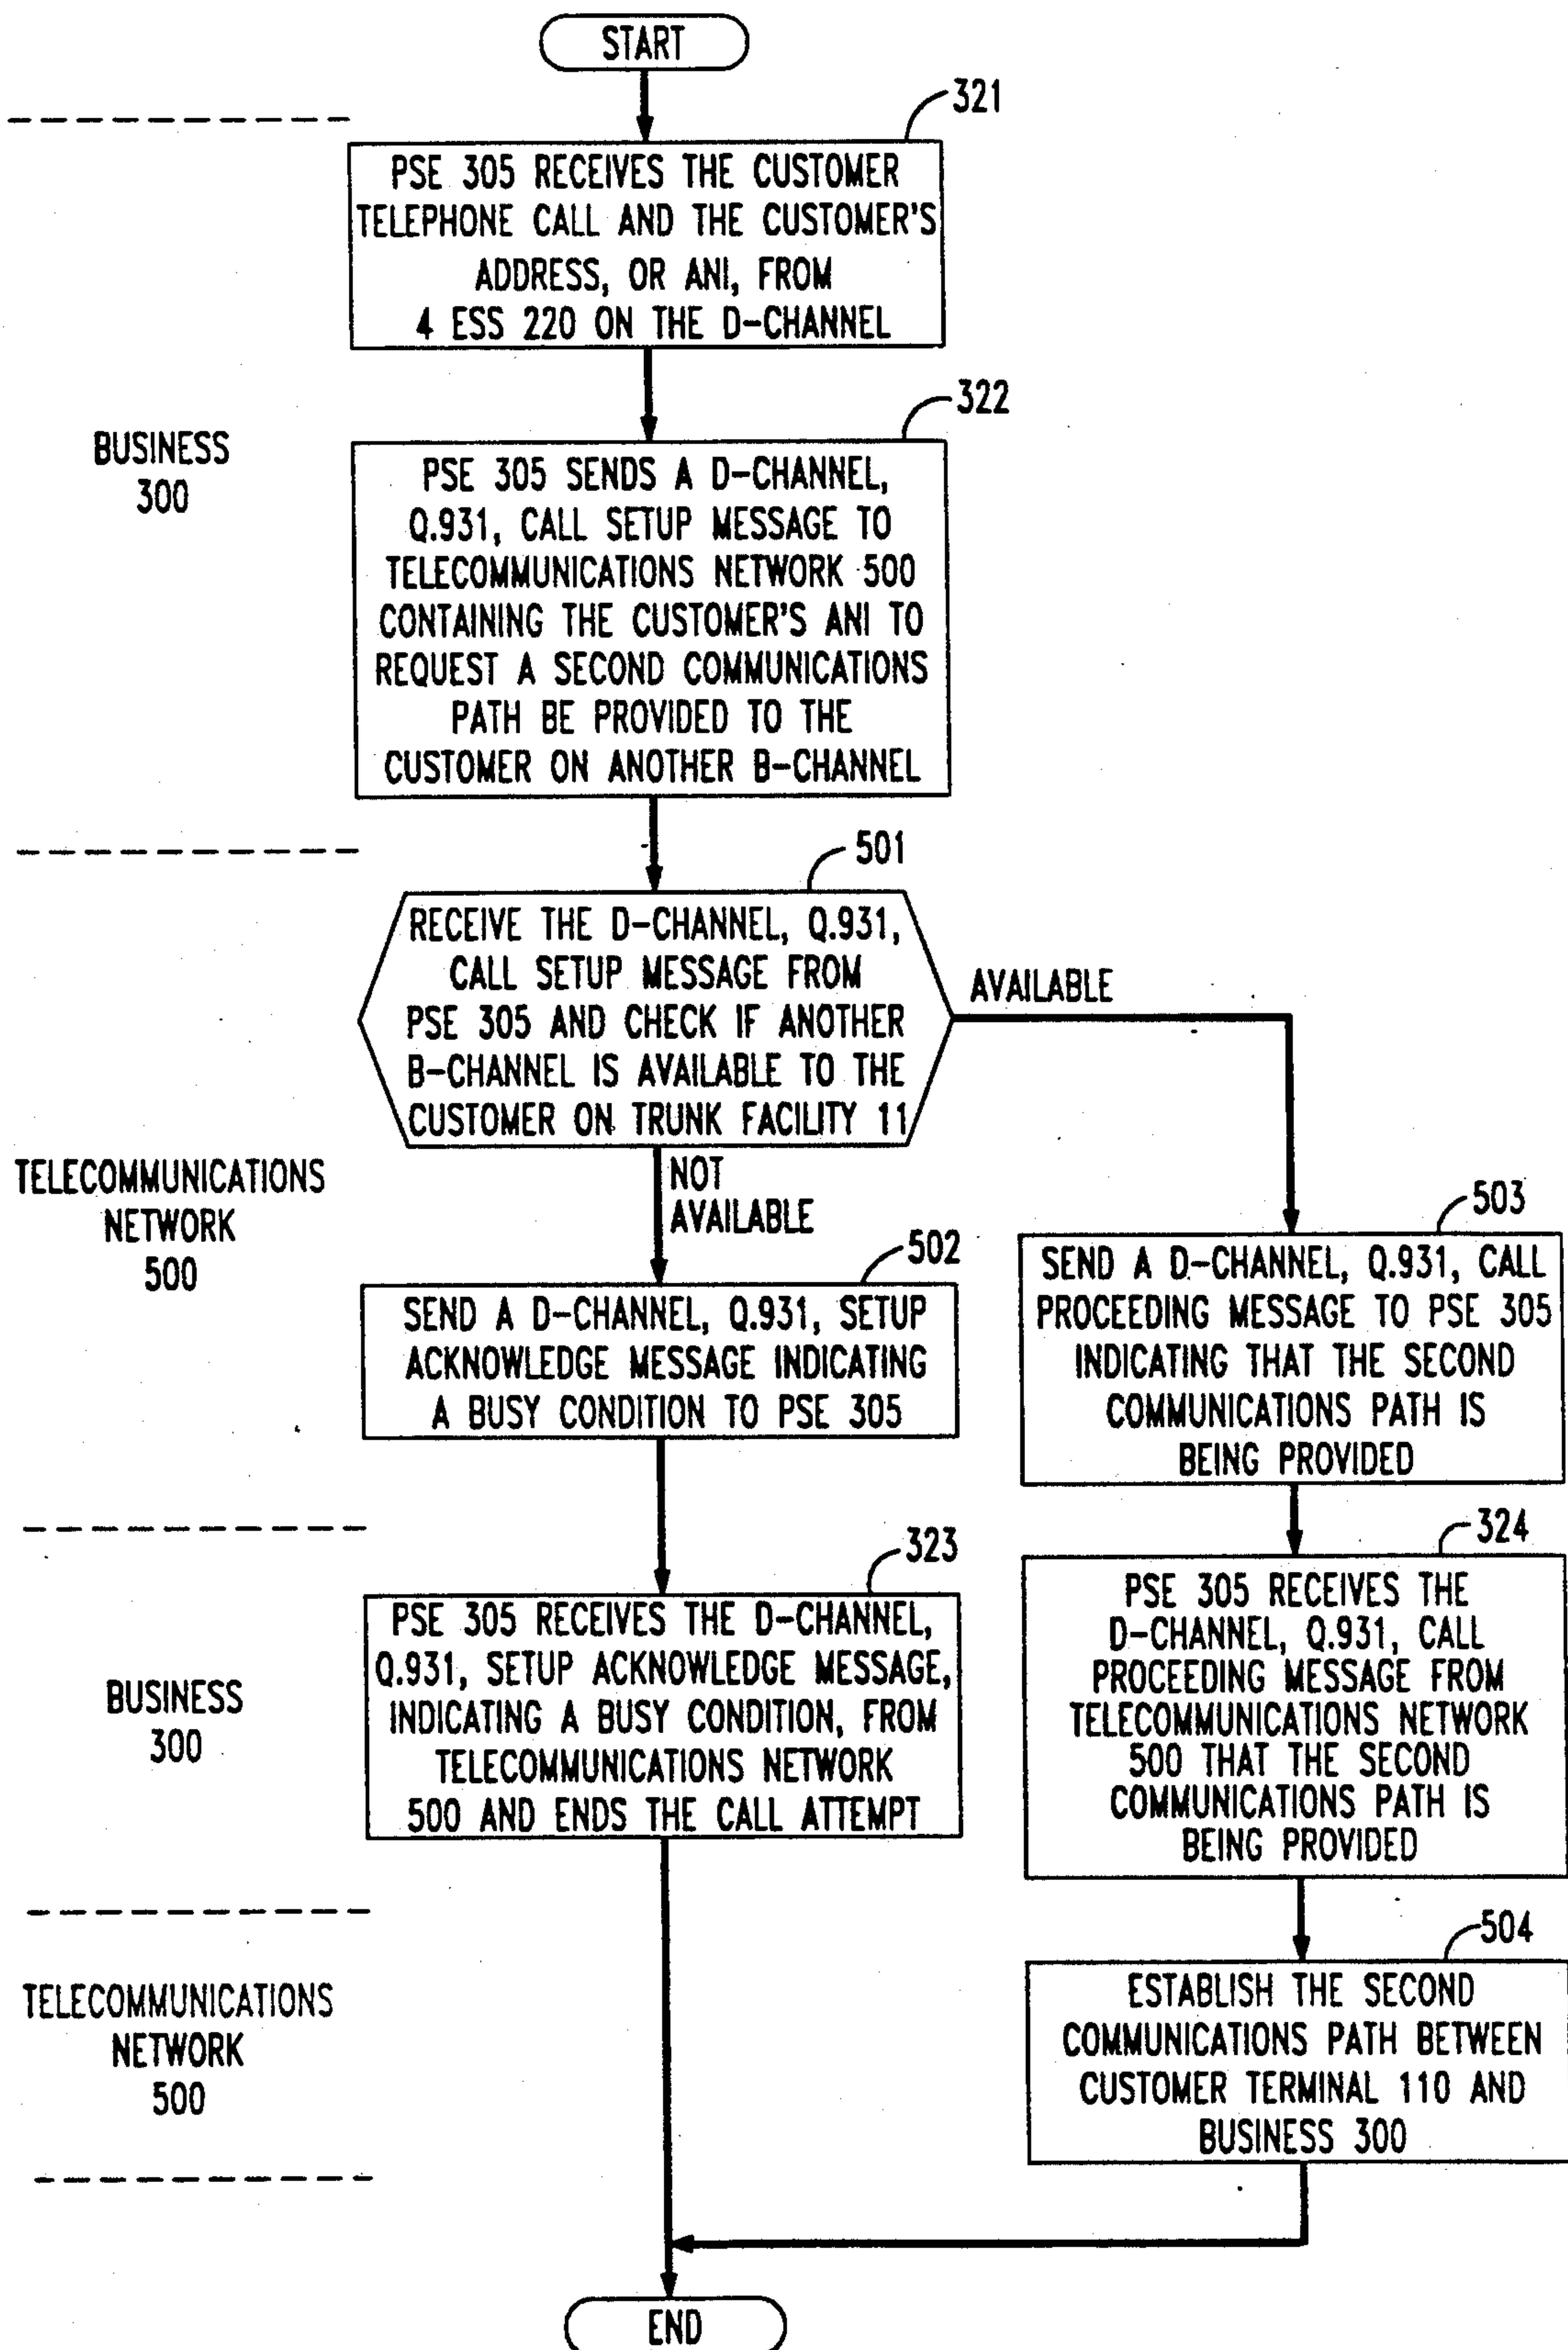 START
321
PSE 305 RECEIVES THE CUSTOMER
TELEPHONE CALL AND THE CUSTOMER'S
ADDRESS, OR ANI, FROM
4 ESS 220 ON THE D-CHANNEL
322
BUSINESS
300
PSE 305 SENDS A D-CHANNEL,
Q.931, CALL SETUP MESSAGE TO
TELECOMMUNICATIONS NETWORK 500
CONTAINING THE CUSTOMER'S ANI TO
REQUEST A SECOND COMMUNICATIONS
PATH BE PROVIDED TO THE
CUSTOMER ON ANOTHER B-CHANNEL
501
RECEIVE THE D-CHANNEL, Q.931,
CALL SETUP MESSAGE FROM
PSE 305 AND CHECK IF ANOTHER
B-CHANNEL IS AVAILABLE TO THE
CUSTOMER ON TRUNK FACILITY 11
AVAILABLE
NOT
AVAILABLE
TELECOMMUNICATIONS
NETWORK
500
502
SEND A D-CHANNEL, Q.931, SETUP
ACKNOWLEDGE MESSAGE INDICATING
A BUSY CONDITION TO PSE 305
503
SEND A D-CHANNEL, Q.931, CALL
PROCEEDING MESSAGE TO PSE 305
INDICATING THAT THE SECOND
COMMUNICATIONS PATH IS
BEING PROVIDED
323
BUSINESS
300
PSE 305 RECEIVES THE D-CHANNEL,
Q.931, SETUP ACKNOWLEDGE MESSAGE,
INDICATING A BUSY CONDITION, FROM
TELECOMMUNICATIONS NETWORK
500 AND ENDS THE CALL ATTEMPT
324
PSE 305 RECEIVES THE
D-CHANNEL, Q.931, CALL
PROCEEDING MESSAGE FROM
TELECOMMUNICATIONS NETWORK
500 THAT THE SECOND
COMMUNICATIONS PATH IS
BEING PROVIDED
504
TELECOMMUNICATIONS
NETWORK
500
ESTABLISH THE SECOND
COMMUNICATIONS PATH BETWEEN
CUSTOMER TERMINAL 110 AND
BUSINESS 300
END